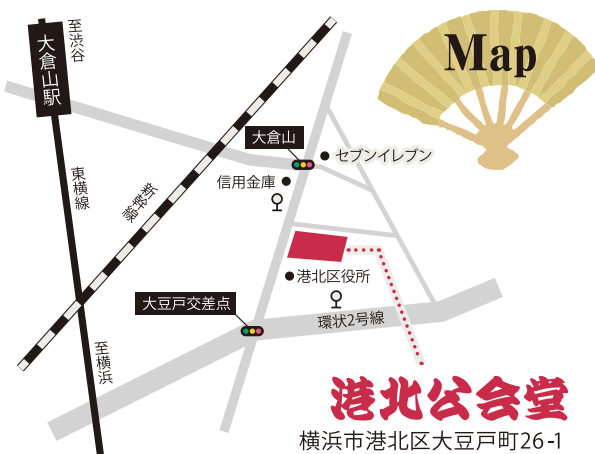 至渋谷
大倉山駅
Map
大倉山
セブンイレブン
信用金庫
東横線
新幹線
港北区役所
大豆戸交差点
環状2号線
至横浜
港北公会堂
横浜市港北区大豆戸町26-1